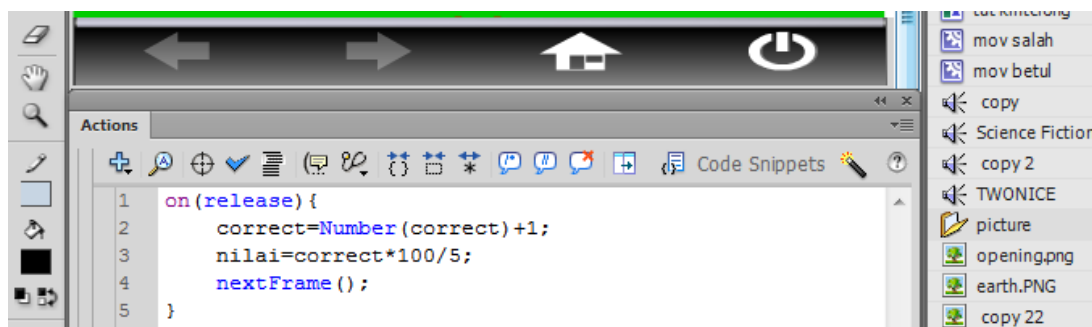 mov salah
mov betul
copy
Science Fiction
copy 2
TWONICE
picture
opening.png
earth.PNG
copy 22
Actions
Code Snippets
1 on(release){
2 correct=Number(correct)+1;
3 nilai=correct*100/5;
4 nextFrame();
5 }